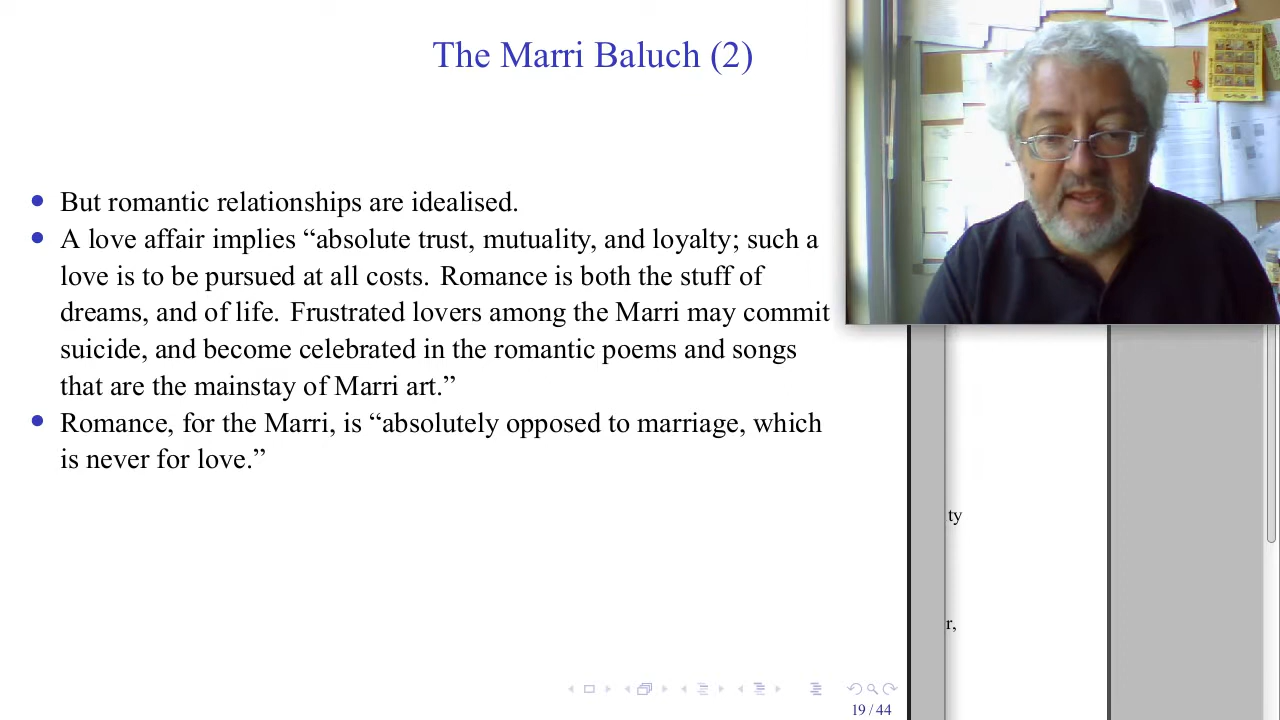 The Marri Baluch (2)
But romantic relationships are idealised.
A love affair implies “absolute trust, mutuality, and loyalty; such a
love is to be pursued at all costs. Romance is both the stuff of
dreams, and of life. Frustrated lovers among the Marri may commit
suicide, and become celebrated in the romantic poems and songs
that are the mainstay of Marri art.”
Romance, for the Marri, is “absolutely opposed to marriage, which
is never for love.”
ty
r,
19 / 44